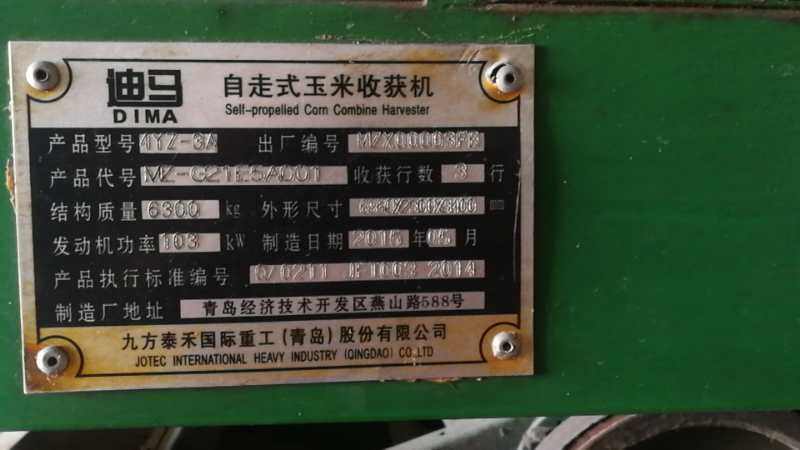 迪马
DIMA
自走式玉米收获机
Self-propelled Corn Combine Harvester
产品型号 4YZ-3A 出厂编号
产品代号 MZ-G21E5A001 收获行数 3 行
结构质量 6300 kg 外形尺寸
发动机功率 103 kW 制造日期 2015 年 05 月
产品执行标准编号 2014
制造厂地址 青岛经济技术开发区燕山路588号
九方泰禾国际重工(青岛)股份有限公司
JOTEC INTERNATIONAL HEAVY INDUSTRY (QINGDAO) CO.,LTD